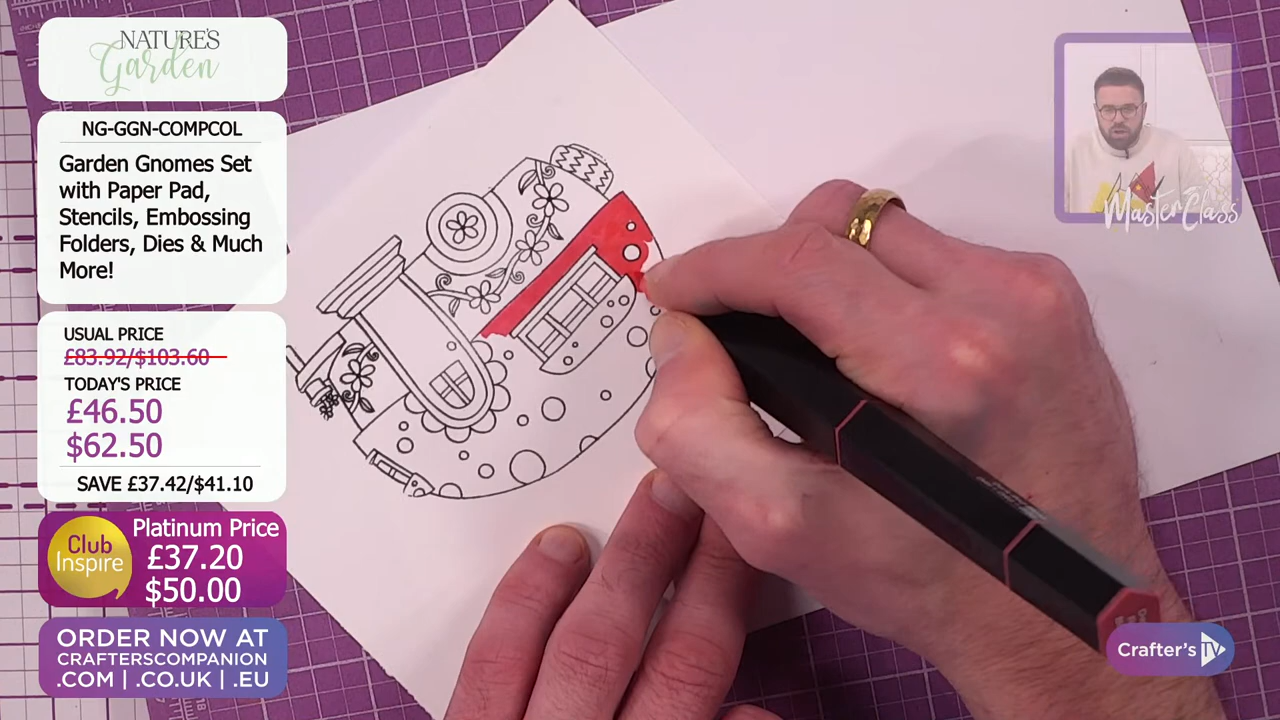 NATURE'S
Garden
NG-GGN-COMPCOL
Garden Gnomes Set
with Paper Pad,
Stencils, Embossing
Folders, Dies & Much
More!
USUAL PRICE
£83.92/$103.60
TODAY'S PRICE
£46.50
$62.50
SAVE £37.42/$41.10
Club
Inspire
Platinum Price
£37.20
$50.00
ORDER NOW AT
CRAFTERSCOMPANION
.COM | .CO.UK | .EU
MasterClass
Crafter's TV